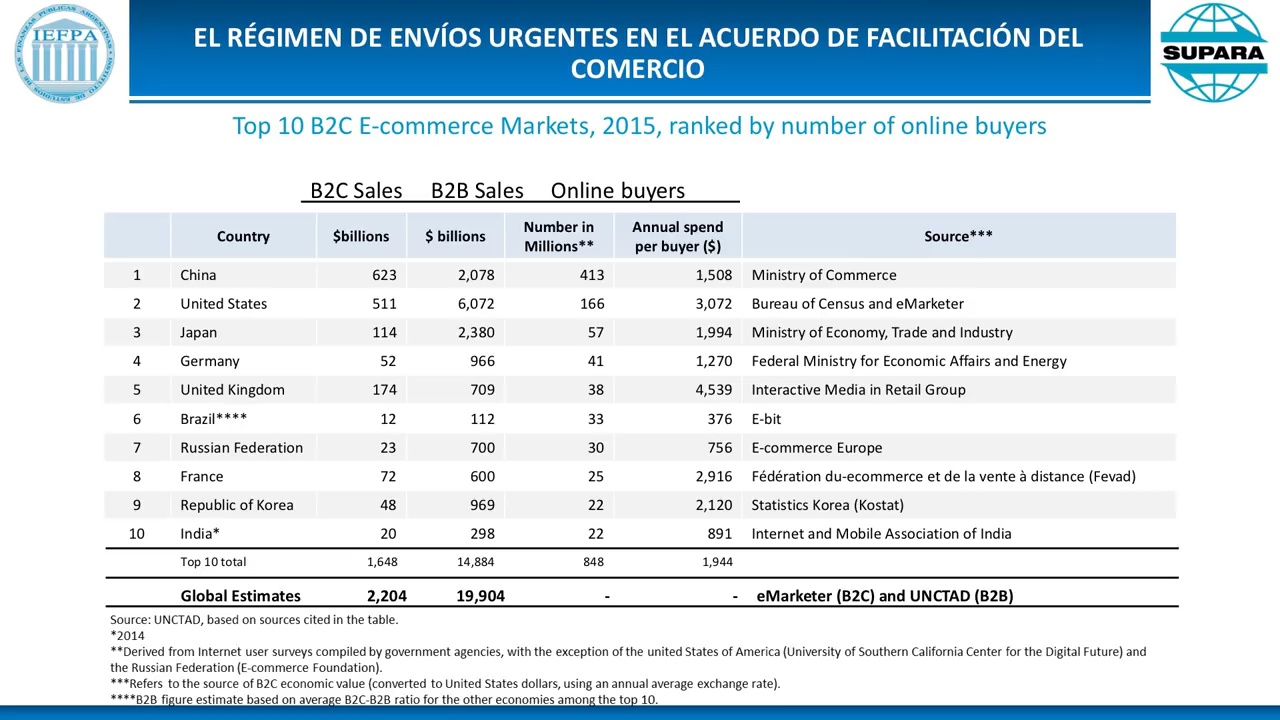 IEFPA
INSTITUTO DE ESTUDIOS DE LAS FINANZAS PÚBLICAS ARGENTINAS
EL RÉGIMEN DE ENVÍOS URGENTES EN EL ACUERDO DE FACILITACIÓN DEL
COMERCIO
SUPARA
Top 10 B2C E-commerce Markets, 2015, ranked by number of online buyers
B2C Sales B2B Sales Online buyers
Country $billions $ billions Number in Millions** Annual spend per buyer ($) Source***
1 China 623 2,078 413 1,508 Ministry of Commerce
2 United States 511 6,072 166 3,072 Bureau of Census and eMarketer
3 Japan 114 2,380 57 1,994 Ministry of Economy, Trade and Industry
4 Germany 52 966 41 1,270 Federal Ministry for Economic Affairs and Energy
5 United Kingdom 174 709 38 4,539 Interactive Media in Retail Group
6 Brazil**** 12 112 33 376 E-bit
7 Russian Federation 23 700 30 756 E-commerce Europe
8 France 72 600 25 2,916 Fédération du-ecommerce et de la vente à distance (Fevad)
9 Republic of Korea 48 969 22 2,120 Statistics Korea (Kostat)
10 India* 20 298 22 891 Internet and Mobile Association of India
Top 10 total 1,648 14,884 848 1,944
Global Estimates 2,204 19,904 - - eMarketer (B2C) and UNCTAD (B2B)
Source: UNCTAD, based on sources cited in the table.
*2014
**Derived from Internet user surveys compiled by government agencies, with the exception of the united States of America (University of Southern California Center for the Digital Future) and
the Russian Federation (E-commerce Foundation).
***Refers to the source of B2C economic value (converted to United States dollars, using an annual average exchange rate).
****B2B figure estimate based on average B2C-B2B ratio for the other economies among the top 10.